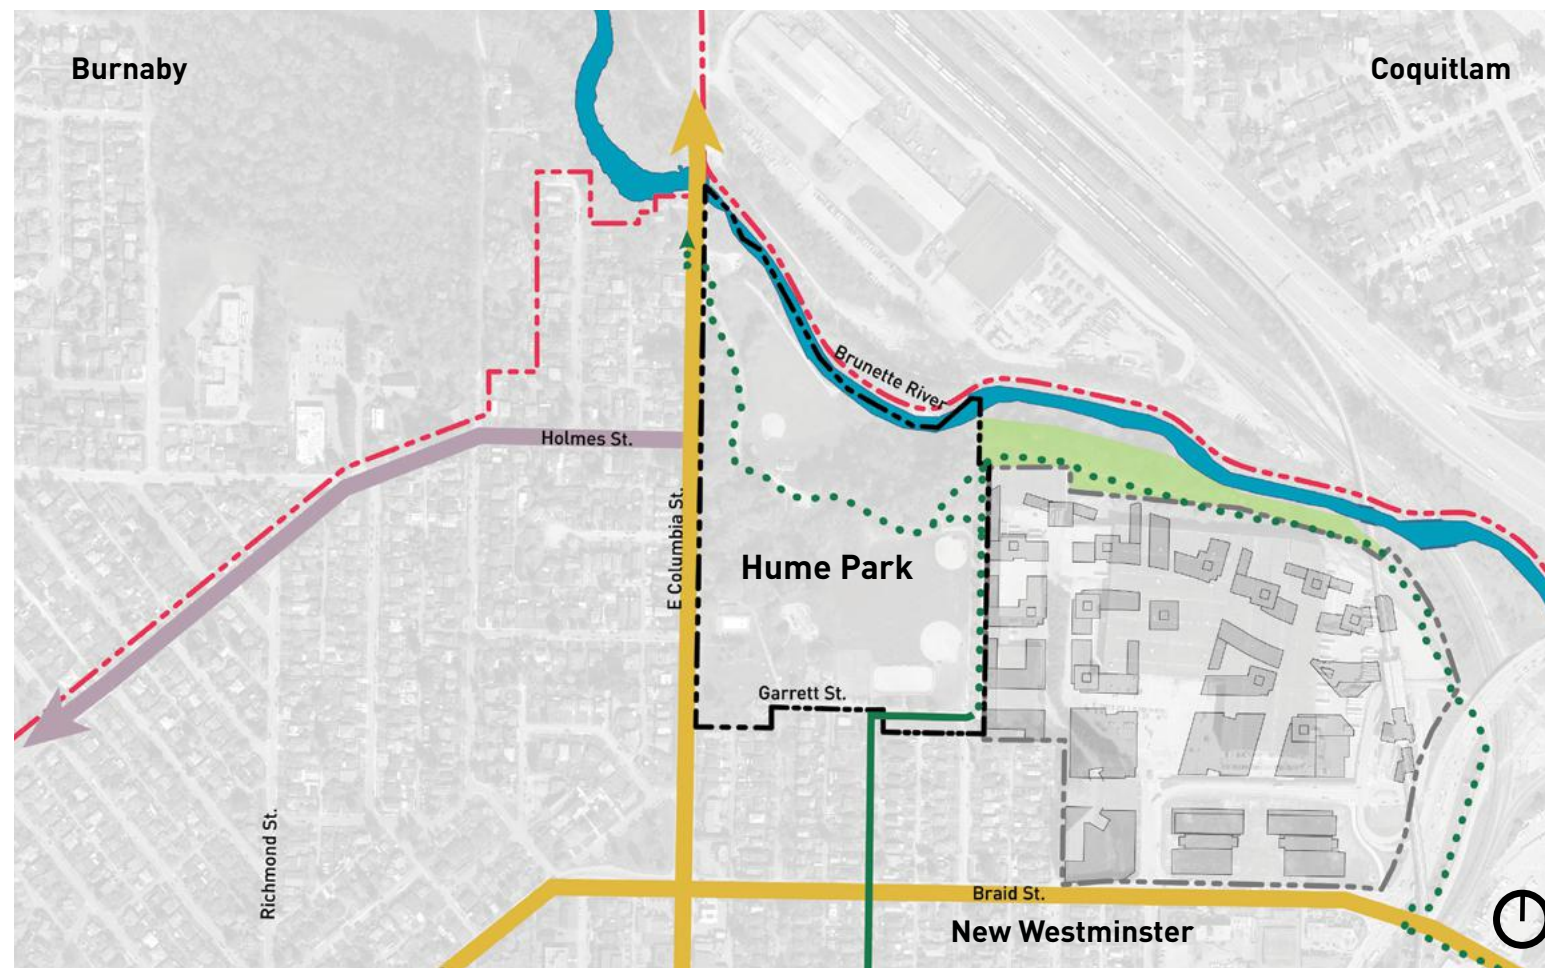 Burnaby
Coquitlam
Brunette River
Holmes St.
E Columbia St.
Hume Park
Garrett St.
Richmond St.
Braid St.
New Westminster